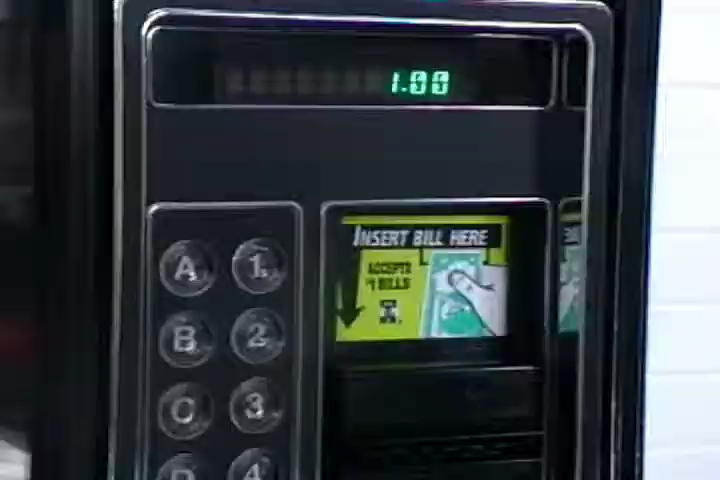 1.00
INSERT BILL HERE
ACCEPTS
$1 BILLS
A 1
B 2
C 3
D 4